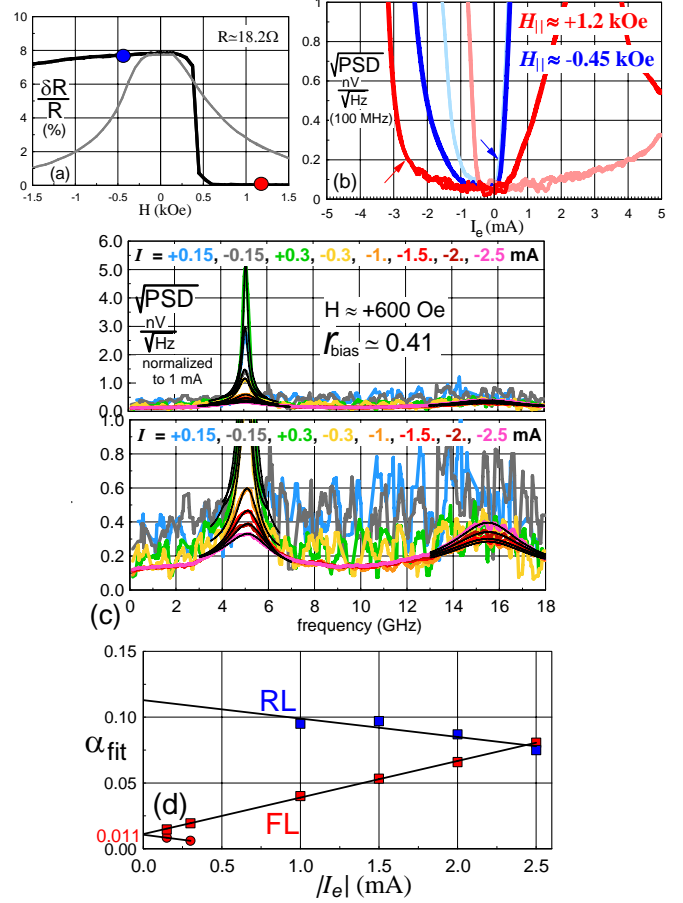 R≃18.2Ω
δR
R
(%)
(a)
10
8
6
4
2
0
-1.5 -1 -0.5 0 0.5 1 1.5
H (kOe)
H|| ≈ +1.2 kOe
H|| ≈ -0.45 kOe
√PSD
nV
√Hz
(100 MHz)
(b)
1
0.8
0.6
0.4
0.2
0
-5 -4 -3 -2 -1 0 1 2 3 4 5
Ie (mA)
I = +0.15, -0.15, +0.3, -0.3, -1., -1.5., -2., -2.5 mA
√PSD
nV
√Hz
normalized
to 1 mA
H ≈ +600 Oe
rbias ≃ 0.41
6.0
5.0
4.0
3.0
2.0
1.0
0.0
I = +0.15, -0.15, +0.3, -0.3, -1., -1.5., -2., -2.5 mA
1.0
0.8
0.6
0.4
0.2
0.0
0 2 4 6 8 10 12 14 16 18
(c)
frequency (GHz)
0.15
0.10
αfit
0.05
0.011
0.00
RL
FL
(d)
0.0 0.5 1.0 1.5 2.0 2.5
|Ie| (mA)